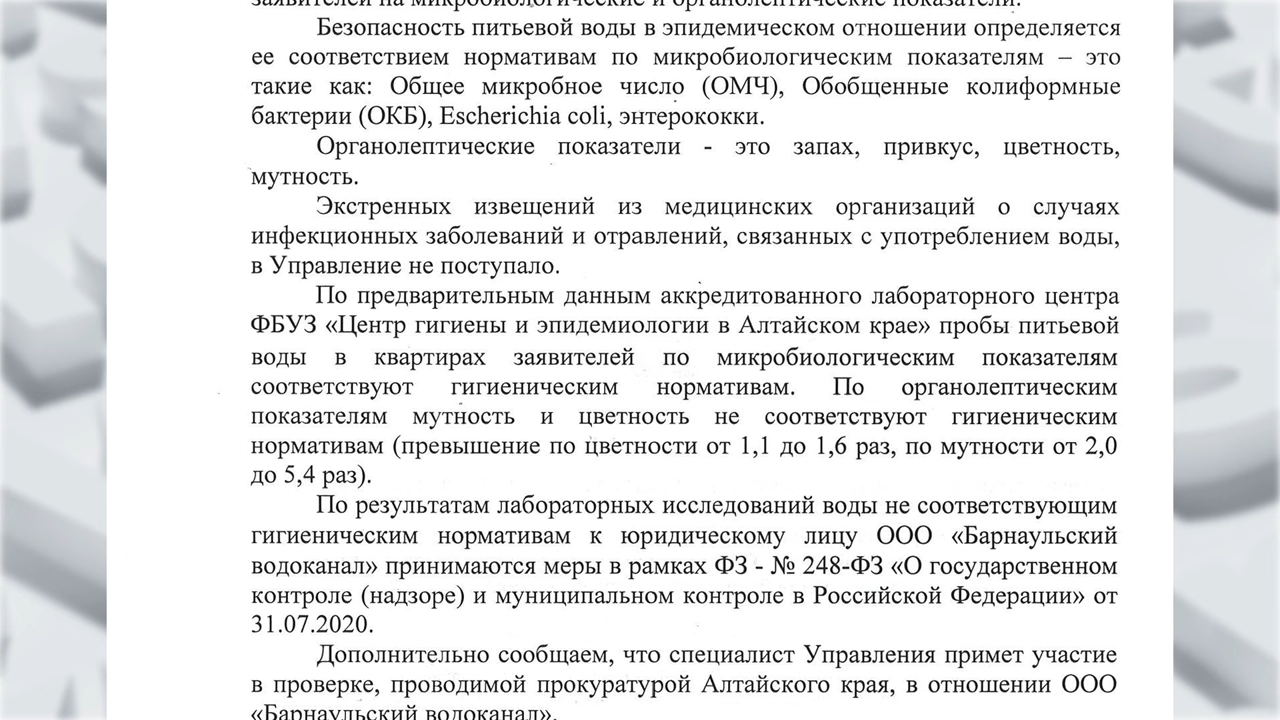 заявителей на микробиологические и органолептические показатели.
Безопасность питьевой воды в эпидемическом отношении определяется
ее соответствием нормативам по микробиологическим показателям – это
такие как: Общее микробное число (ОМЧ), Обобщенные колиформные
бактерии (ОКБ), Escherichia coli, энтерококки.
Органолептические показатели - это запах, привкус, цветность,
мутность.
Экстренных извещений из медицинских организаций о случаях
инфекционных заболеваний и отравлений, связанных с употреблением воды,
в Управление не поступало.
По предварительным данным аккредитованного лабораторного центра
ФБУЗ «Центр гигиены и эпидемиологии в Алтайском крае» пробы питьевой
воды в квартирах заявителей по микробиологическим показателям
соответствуют гигиеническим нормативам. По органолептическим
показателям мутность и цветность не соответствуют гигиеническим
нормативам (превышение по цветности от 1,1 до 1,6 раз, по мутности от 2,0
до 5,4 раз).
По результатам лабораторных исследований воды не соответствующим
гигиеническим нормативам к юридическому лицу ООО «Барнаульский
водоканал» принимаются меры в рамках ФЗ - № 248-ФЗ «О государственном
контроле (надзоре) и муниципальном контроле в Российской Федерации» от
31.07.2020.
Дополнительно сообщаем, что специалист Управления примет участие
в проверке, проводимой прокуратурой Алтайского края, в отношении ООО
«Барнаульский водоканал».